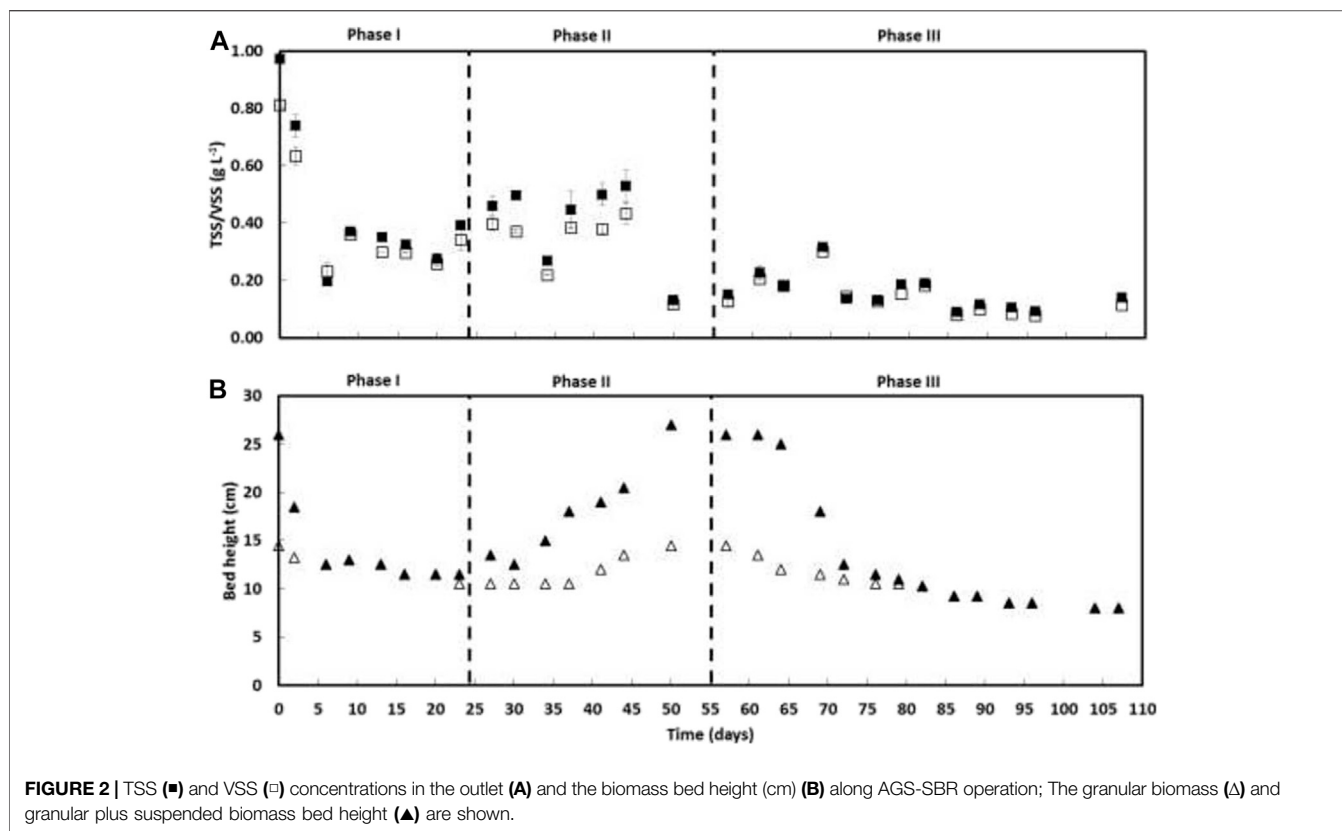 A
Phase I Phase II Phase III
1.00
0.80
0.60
0.40
0.20
0.00
TSS/VSS (g L⁻¹)
B
Phase I Phase II Phase III
30
25
20
15
10
5
0
Bed height (cm)
0 5 10 15 20 25 30 35 40 45 50 55 60 65 70 75 80 85 90 95 100 105 110
Time (days)
FIGURE 2 | TSS (■) and VSS (□) concentrations in the outlet (A) and the biomass bed height (cm) (B) along AGS-SBR operation; The granular biomass (△) and
granular plus suspended biomass bed height (▲) are shown.